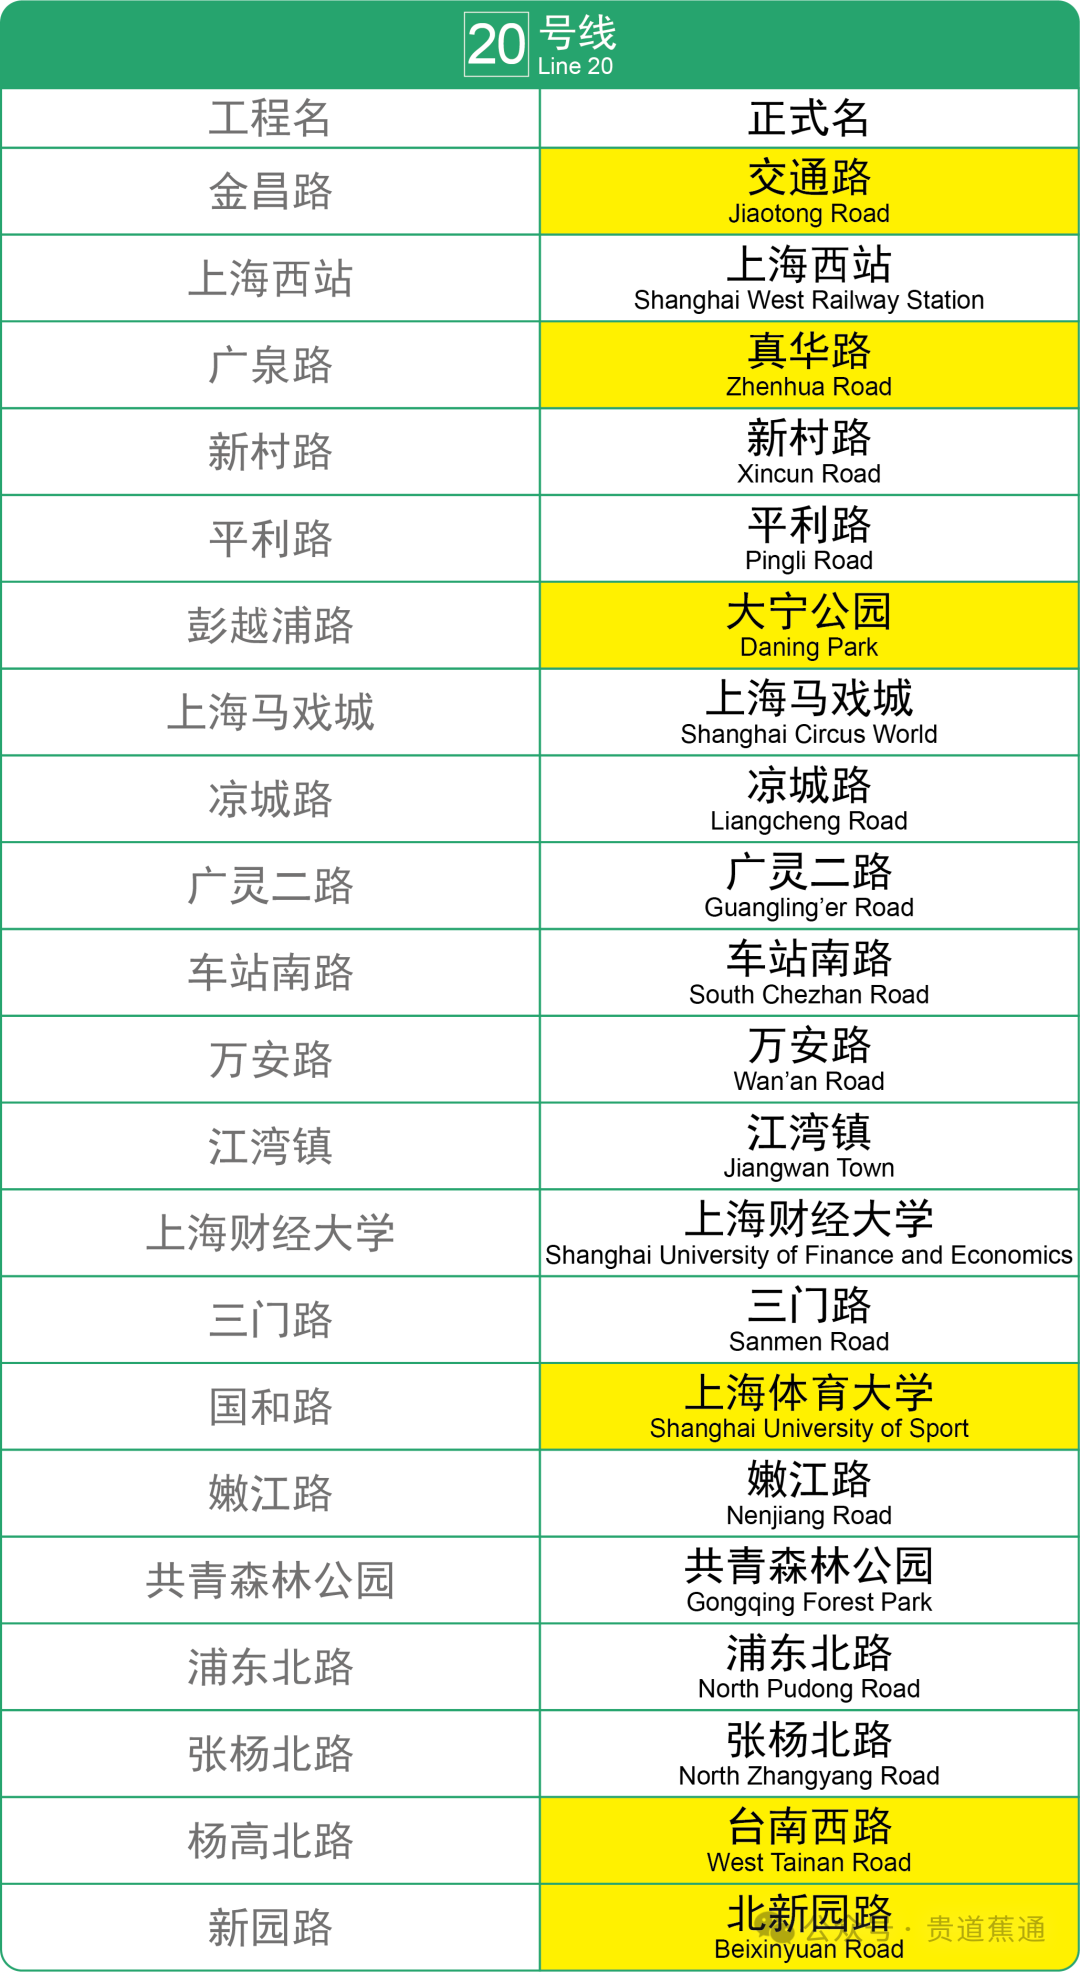 20 号线
Line 20
工程名
正式名
金昌路
交通路
Jiaotong Road
上海西站
上海西站
Shanghai West Railway Station
广泉路
真华路
Zhenhua Road
新村路
新村路
Xincun Road
平利路
平利路
Pingli Road
彭越浦路
大宁公园
Daning Park
上海马戏城
上海马戏城
Shanghai Circus World
凉城路
凉城路
Liangcheng Road
广灵二路
广灵二路
Guangling’er Road
车站南路
车站南路
South Chezhan Road
万安路
万安路
Wan’an Road
江湾镇
江湾镇
Jiangwan Town
上海财经大学
上海财经大学
Shanghai University of Finance and Economics
三门路
三门路
Sanmen Road
国和路
上海体育大学
Shanghai University of Sport
嫩江路
嫩江路
Nenjiang Road
共青森林公园
共青森林公园
Gongqing Forest Park
浦东北路
浦东北路
North Pudong Road
张杨北路
张杨北路
North Zhangyang Road
杨高北路
台南西路
West Tainan Road
新园路
北新园路
Beixinyuan Road
公众号 · 贵道蕉通